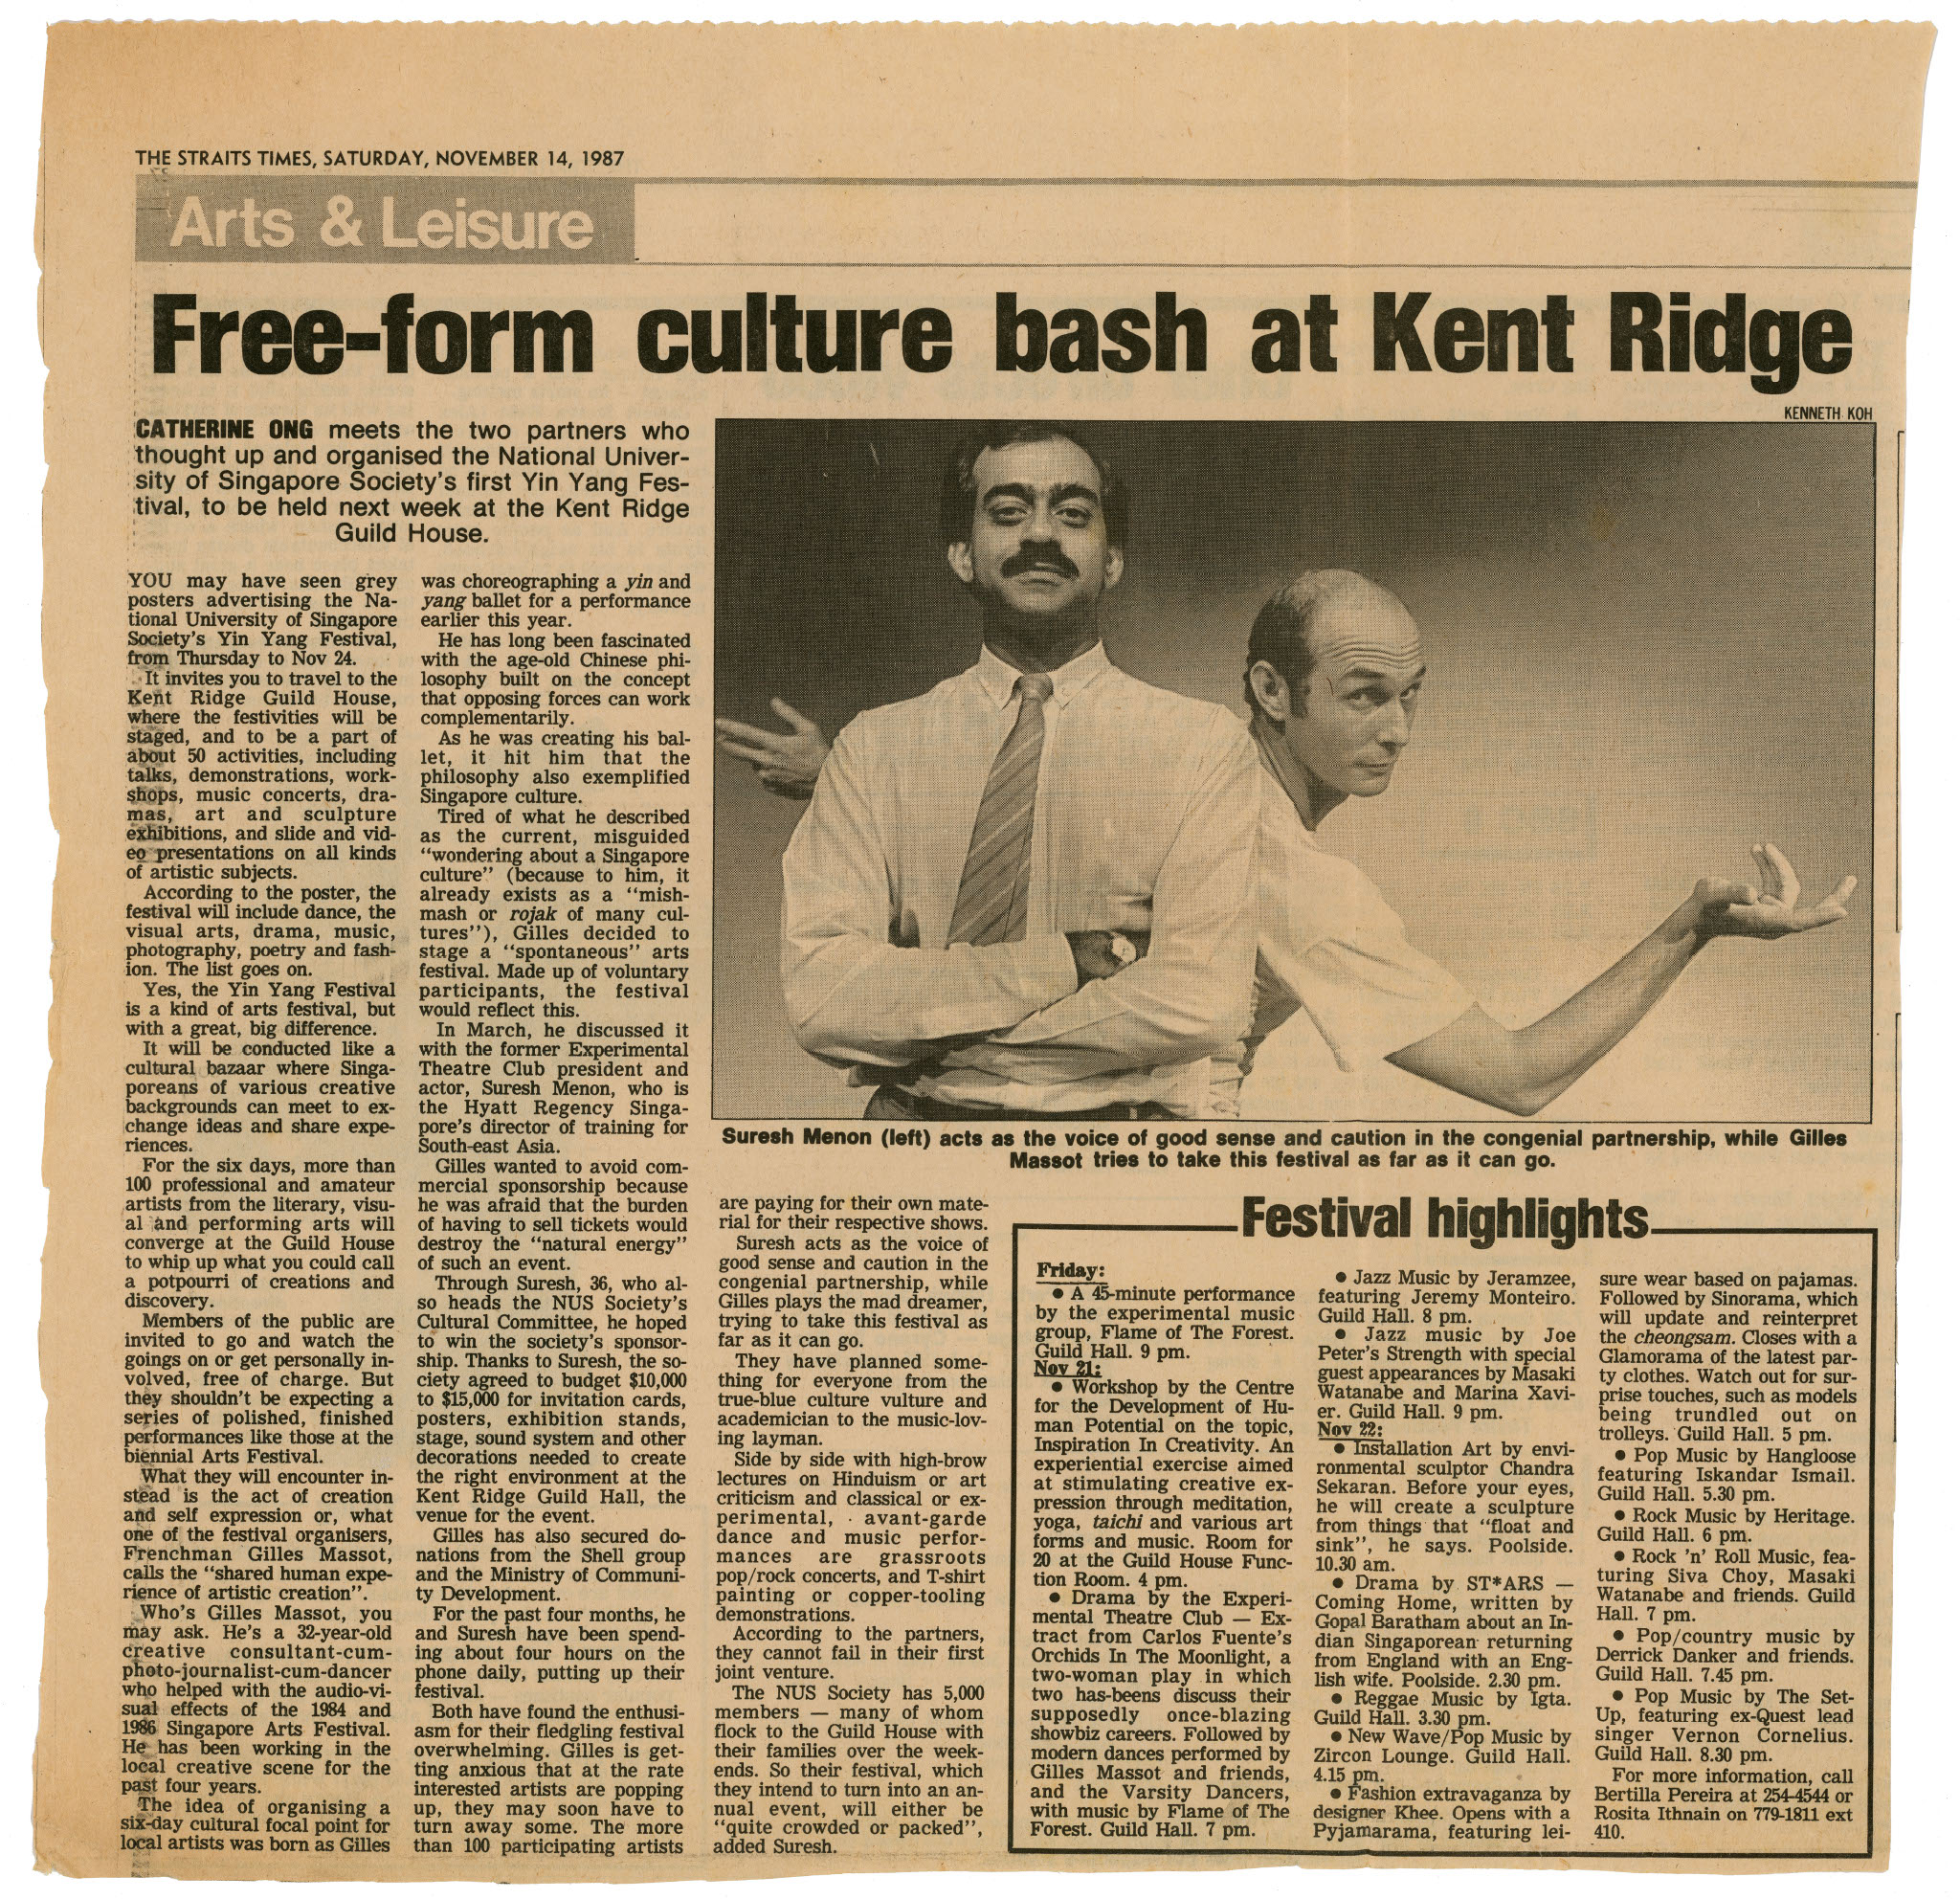 THE STRAITS TIMES, SATURDAY, NOVEMBER 14, 1987
Arts & Leisure
Free-form culture bash at Kent Ridge
KENNETH KOH
CATHERINE ONG meets the two partners who
thought up and organised the National Univer-
sity of Singapore Society's first Yin Yang Fes-
tival, to be held next week at the Kent Ridge
Guild House.
YOU may have seen grey
posters advertising the Na-
tional University of Singapore
Society's Yin Yang Festival,
from Thursday to Nov 24.
It invites you to travel to the
Kent Ridge Guild House,
where the festivities will be
staged, and to be a part of
about 50 activities, including
talks, demonstrations, work-
shops, music concerts, dra-
mas, art and sculpture
exhibitions, and slide and vid-
eo presentations on all kinds
of artistic subjects.
According to the poster, the
festival will include dance, the
visual arts, drama, music,
photography, poetry and fash-
ion. The list goes on.
Yes, the Yin Yang Festival
is a kind of arts festival, but
with a great, big difference.
It will be conducted like a
cultural bazaar where Singa-
poreans of various creative
backgrounds can meet to ex-
change ideas and share expe-
riences.
For the six days, more than
100 professional and amateur
artists from the literary, visu-
al and performing arts will
converge at the Guild House
to whip up what you could call
a potpourri of creations and
discovery.
Members of the public are
invited to go and watch the
goings on or get personally in-
volved, free of charge. But
they shouldn't be expecting a
series of polished, finished
performances like those at the
biennial Arts Festival.
What they will encounter in-
stead is the act of creation
and self expression or, what
one of the festival organisers,
Frenchman Gilles Massot,
calls the "shared human expe-
rience of artistic creation".
Who's Gilles Massot, you
may ask. He's a 32-year-old
creative consultant-cum-
photo-journalist-cum-dancer
who helped with the audio-vi-
sual effects of the 1984 and
1986 Singapore Arts Festival.
He has been working in the
local creative scene for the
past four years.
The idea of organising a
six-day cultural focal point for
local artists was born as Gilles
was choreographing a yin and
yang ballet for a performance
earlier this year.
He has long been fascinated
with the age-old Chinese phi-
losophy built on the concept
that opposing forces can work
complementarily.
As he was creating his bal-
let, it hit him that the
philosophy also exemplified
Singapore culture.
Tired of what he described
as the current, misguided
"wondering about a Singapore
culture" (because to him, it
already exists as a "mish-
mash or rojak of many cul-
tures"), Gilles decided to
stage a "spontaneous" arts
festival. Made up of voluntary
participants, the festival
would reflect this.
In March, he discussed it
with the former Experimental
Theatre Club president and
actor, Suresh Menon, who is
the Hyatt Regency Singa-
pore's director of training for
South-east Asia.
Gilles wanted to avoid com-
mercial sponsorship because
he was afraid that the burden
of having to sell tickets would
destroy the "natural energy"
of such an event.
Through Suresh, 36, who al-
so heads the NUS Society's
Cultural Committee, he hoped
to win the society's sponsor-
ship. Thanks to Suresh, the so-
ciety agreed to budget $10,000
to $15,000 for invitation cards,
posters, exhibition stands,
stage, sound system and other
decorations needed to create
the right environment at the
Kent Ridge Guild Hall, the
venue for the event.
Gilles has also secured do-
nations from the Shell group
and the Ministry of Communi-
ty Development.
For the past four months, he
and Suresh have been spend-
ing about four hours on the
phone daily, putting up their
festival.
Both have found the enthusi-
asm for their fledgling festival
overwhelming. Gilles is get-
ting anxious that at the rate
interested artists are popping
up, they may soon have to
turn away some. The more
than 100 participating artists
Suresh Menon (left) acts as the voice of good sense and caution in the congenial partnership, while Gilles
Massot tries to take this festival as far as it can go.
are paying for their own mate-
rial for their respective shows.
Suresh acts as the voice of
good sense and caution in the
congenial partnership, while
Gilles plays the mad dreamer,
trying to take this festival as
far as it can go.
They have planned some-
thing for everyone from the
true-blue culture vulture and
academician to the music-lov-
ing layman.
Side by side with high-brow
lectures on Hinduism or art
criticism and classical or ex-
perimental, avant-garde
dance and music perfor-
mances are grassroots
pop/rock concerts, and T-shirt
painting or copper-tooling
demonstrations.
According to the partners,
they cannot fail in their first
joint venture.
The NUS Society has 5,000
members — many of whom
flock to the Guild House with
their families over the week-
ends. So their festival, which
they intend to turn into an an-
nual event, will either be
"quite crowded or packed",
added Suresh.
Festival highlights
Friday:
● A 45-minute performance
by the experimental music
group, Flame of The Forest.
Guild Hall. 9 pm.
Nov 21:
● Workshop by the Centre
for the Development of Hu-
man Potential on the topic,
Inspiration In Creativity. An
experiential exercise aimed
at stimulating creative ex-
pression through meditation,
yoga, taichi and various art
forms and music. Room for
20 at the Guild House Func-
tion Room. 4 pm.
● Drama by the Experi-
mental Theatre Club — Ex-
tract from Carlos Fuente's
Orchids In The Moonlight, a
two-woman play in which
two has-beens discuss their
supposedly once-blazing
showbiz careers. Followed by
modern dances performed by
Gilles Massot and friends,
and the Varsity Dancers,
with music by Flame of The
Forest. Guild Hall. 7 pm.
● Jazz Music by Jeramzee,
featuring Jeremy Monteiro.
Guild Hall. 8 pm.
● Jazz music by Joe
Peter's Strength with special
guest appearances by Masaki
Watanabe and Marina Xavi-
er. Guild Hall. 9 pm.
Nov 22:
● Installation Art by envi-
ronmental sculptor Chandra
Sekaran. Before your eyes,
he will create a sculpture
from things that "float and
sink", he says. Poolside.
10.30 am.
● Drama by ST*ARS —
Coming Home, written by
Gopal Baratham about an In-
dian Singaporean returning
from England with an Eng-
lish wife. Poolside. 2.30 pm.
● Reggae Music by Igta.
Guild Hall. 3.30 pm.
● New Wave/Pop Music by
Zircon Lounge. Guild Hall.
4.15 pm.
● Fashion extravaganza by
designer Khee. Opens with a
Pyjamarama, featuring lei-
sure wear based on pajamas.
Followed by Sinorama, which
will update and reinterpret
the cheongsam. Closes with a
Glamorama of the latest par-
ty clothes. Watch out for sur-
prise touches, such as models
being trundled out on
trolleys. Guild Hall. 5 pm.
● Pop Music by Hangloose
featuring Iskandar Ismail.
Guild Hall. 5.30 pm.
● Rock Music by Heritage.
Guild Hall. 6 pm.
● Rock 'n' Roll Music, fea-
turing Siva Choy, Masaki
Watanabe and friends. Guild
Hall. 7 pm.
● Pop/country music by
Derrick Danker and friends.
Guild Hall. 7.45 pm.
● Pop Music by The Set-
Up, featuring ex-Quest lead
singer Vernon Cornelius.
Guild Hall. 8.30 pm.
For more information, call
Bertilla Pereira at 254-4544 or
Rosita Ithnain on 779-1811 ext
410.